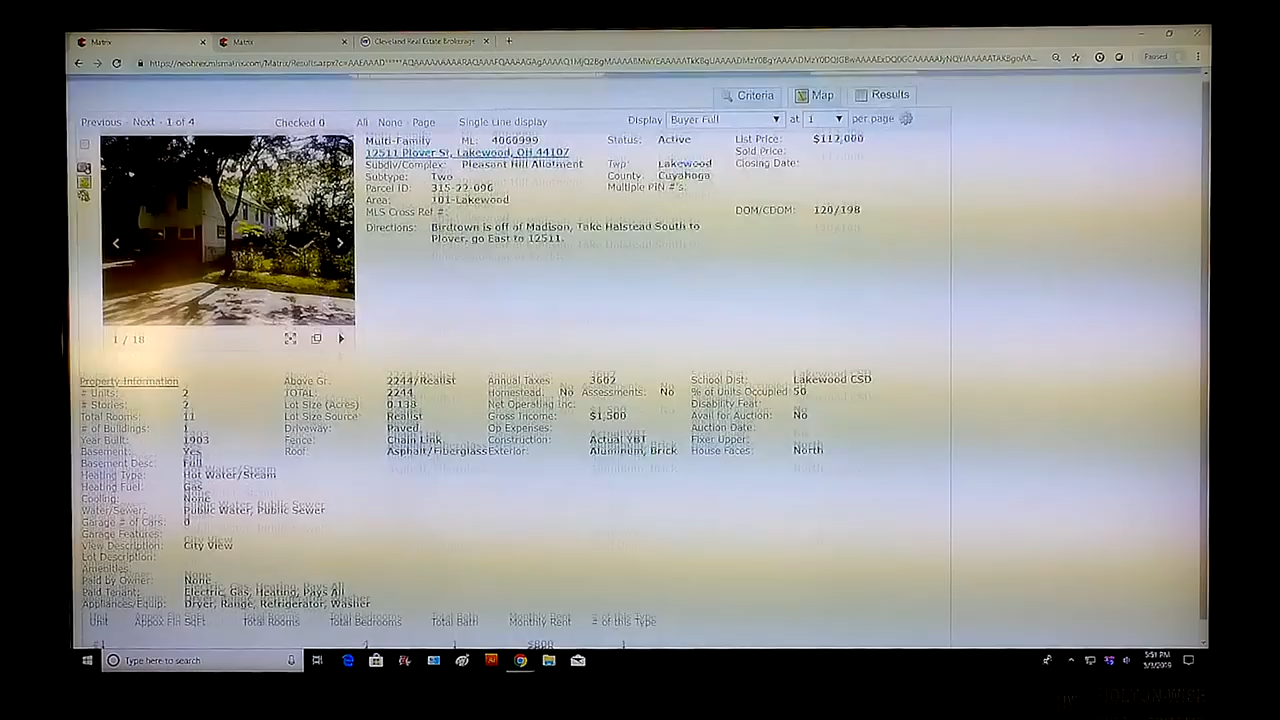 Matrix Matrix Cleveland Real Estate Brokerage
Paused
Criteria Map Results
Previous · Next · 1 of 4 Checked 0 All · None · Page Single Line display Display Buyer Full at 1 per page
Multi-Family ML: 4060999 Status: Active List Price: $112,000
12511 Plover St, Lakewood, OH 44107 Sold Price:
Subdiv/Complex: Pleasant Hill Allotment Twp: Lakewood Closing Date:
Subtype: Two County: Cuyahoga
Parcel ID: 315-22-096 Multiple PIN #'s:
Area: 101-Lakewood
MLS Cross Ref #: DOM/CDOM: 120/198
Directions: Birdtown is off of Madison, Take Halstead South to
Plover, go East to 12511.
1 / 18
Property Information Above Gr: 2244/Realist Annual Taxes: 3602 School Dist: Lakewood CSD
# Units: 2 TOTAL: 2244 Homestead: No Assessments: No % of Units Occupied: 50
# Stories: 2 Lot Size (Acres) 0.138 Net Operating Inc: Disability Feat:
Total Rooms: 11 Lot Size Source: Realist Gross Income: $1,500 Avail for Auction: No
# of Buildings: 1 Driveway: Paved Op Expenses: Auction Date:
Year Built: 1903 Fence: Chain Link Construction: Actual YBT Fixer Upper:
Basement: Yes Roof: Asphalt/Fiberglass Exterior: Aluminum, Brick House Faces: North
Basement Desc: Full
Heating Type: Hot Water/Steam
Heating Fuel: Gas
Cooling: None
Water/Sewer: Public Water, Public Sewer
Garage # of Cars: 0
Garage Features:
View Description: City View
Lot Description:
Amenities:
Paid by Owner: None
Paid Tenant: Electric, Gas, Heating, Pays All
Appliances/Equip: Dryer, Range, Refrigerator, Washer
Unit Appox Fin SqFt. Total Rooms Total Bedrooms Total Bath Monthly Rent # of this Type
#1 4 1 $800 1
Type here to search
5:51 PM
3/3/2019